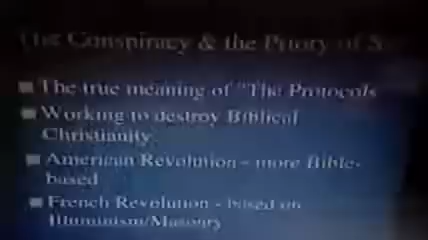 Conspiracy & the Priory of S
The true meaning of "The Protocols
Working to destroy Biblical
Christianity
American Revolution - more Bible-
based
French Revolution - based on
Illuminism/Masonry